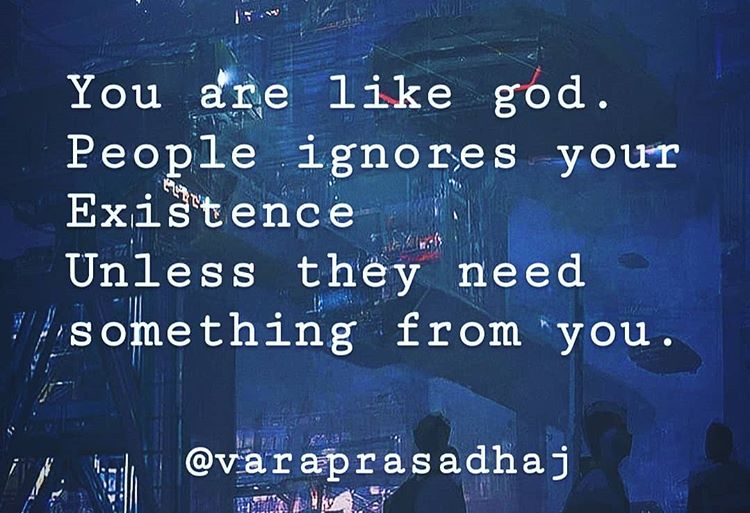 You are like god.
People ignores your
Existence
Unless they need
something from you.
@varaprasadhaj